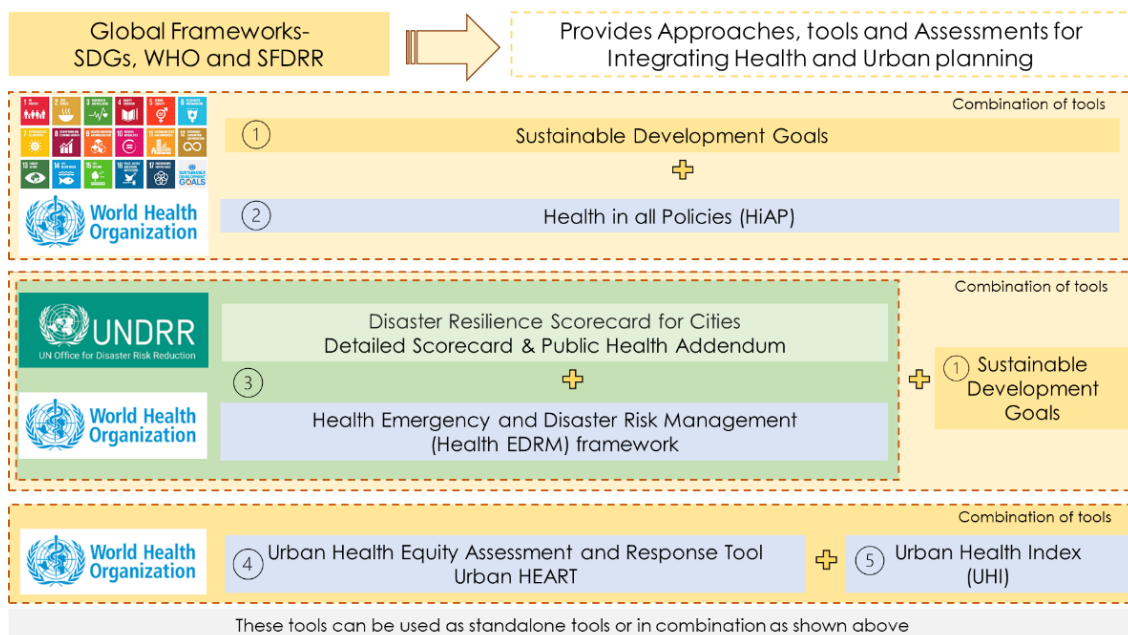 Global Frameworks-
SDGs, WHO and SFDRR
Provides Approaches, tools and Assessments for
Integrating Health and Urban planning
Combination of tools
1
Sustainable Development Goals
World Health
Organization
2
Health in all Policies (HiAP)
Combination of tools
UNDRR
UN Office for Disaster Risk Reduction
Disaster Resilience Scorecard for Cities
Detailed Scorecard & Public Health Addendum
3
World Health
Organization
Health Emergency and Disaster Risk Management
(Health EDRM) framework
1
Sustainable
Development
Goals
Combination of tools
World Health
Organization
4
Urban Health Equity Assessment and Response Tool
Urban HEART
5
Urban Health Index
(UHI)
These tools can be used as standalone tools or in combination as shown above